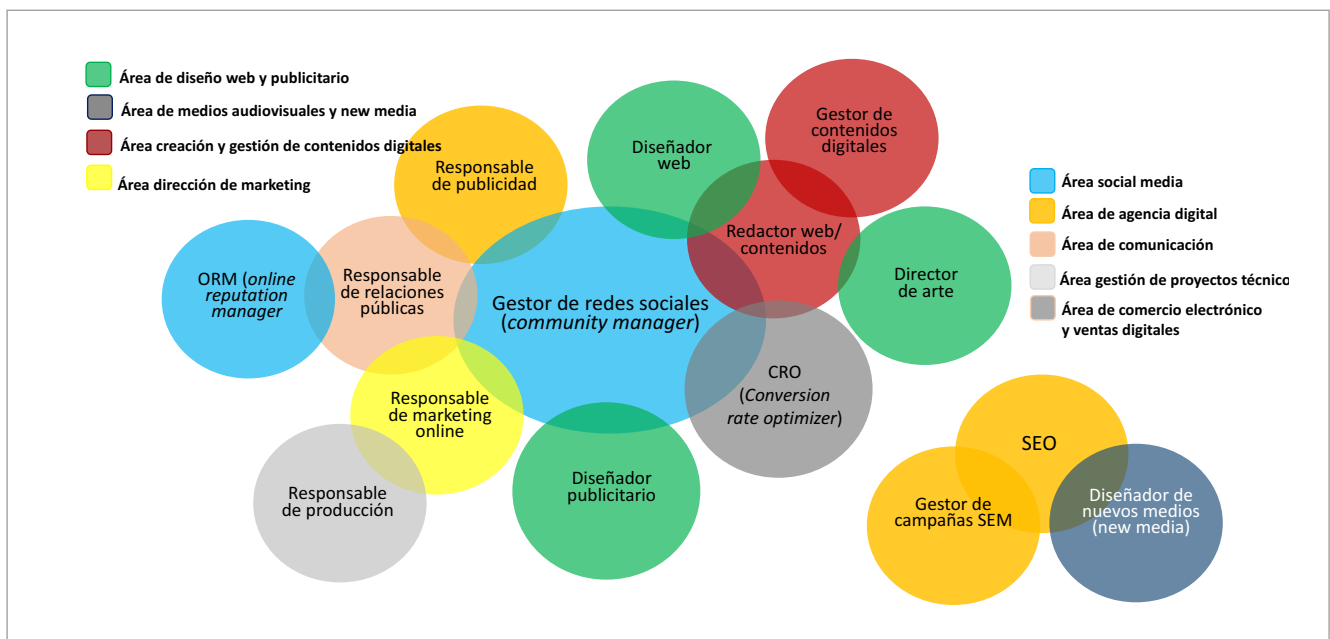 Área de diseño web y publicitario
Área de medios audiovisuales y new media
Área creación y gestión de contenidos digitales
Área dirección de marketing
Responsable
de publicidad
Diseñador
web
Gestor de
contenidos
digitales
Área social media
Área de agencia digital
Área de comunicación
Área gestión de proyectos técnico
Área de comercio electrónico
y ventas digitales
ORM (online
reputation
manager
Responsable
de relaciones
públicas
Gestor de redes sociales
(community manager)
Redactor web/
contenidos
Director
de arte
Responsable
de marketing
online
CRO
(Conversion
rate optimizer)
Responsable
de producción
Diseñador
publicitario
SEO
Gestor de
campañas SEM
Diseñador de
nuevos medios
(new media)